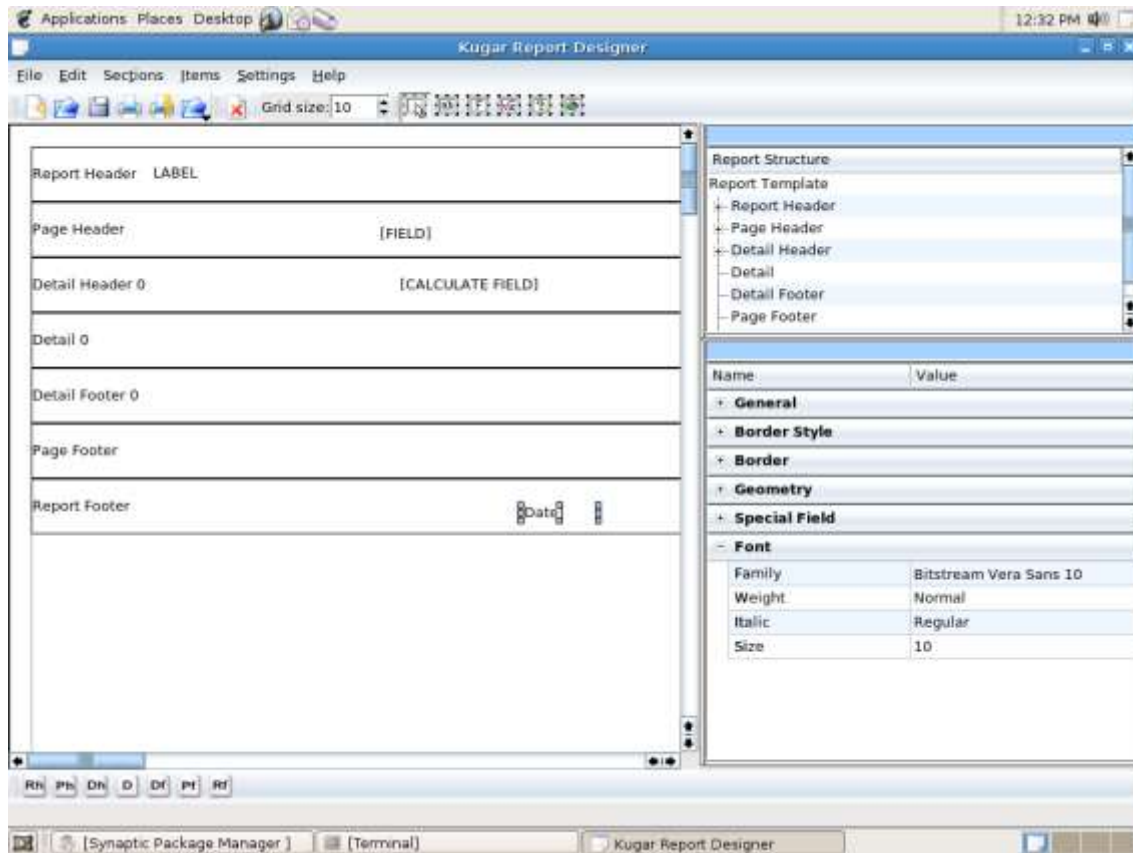 Applications Places Desktop
12:32 PM
Kugar Report Designer
File Edit Sections Items Settings Help
Grid size: 10
Report Header LABEL
Page Header [FIELD]
Detail Header 0 [CALCULATE FIELD]
Detail 0
Detail Footer 0
Page Footer
Report Footer Date
Report Structure
Report Template
Report Header
Page Header
Detail Header
Detail
Detail Footer
Page Footer
Name Value
General
Border Style
Border
Geometry
Special Field
Font
Family Bitstream Vera Sans 10
Weight Normal
Italic Regular
Size 10
Rh Ph Dh D Df Pf Rf
[Synaptic Package Manager ] [Terminal] Kugar Report Designer